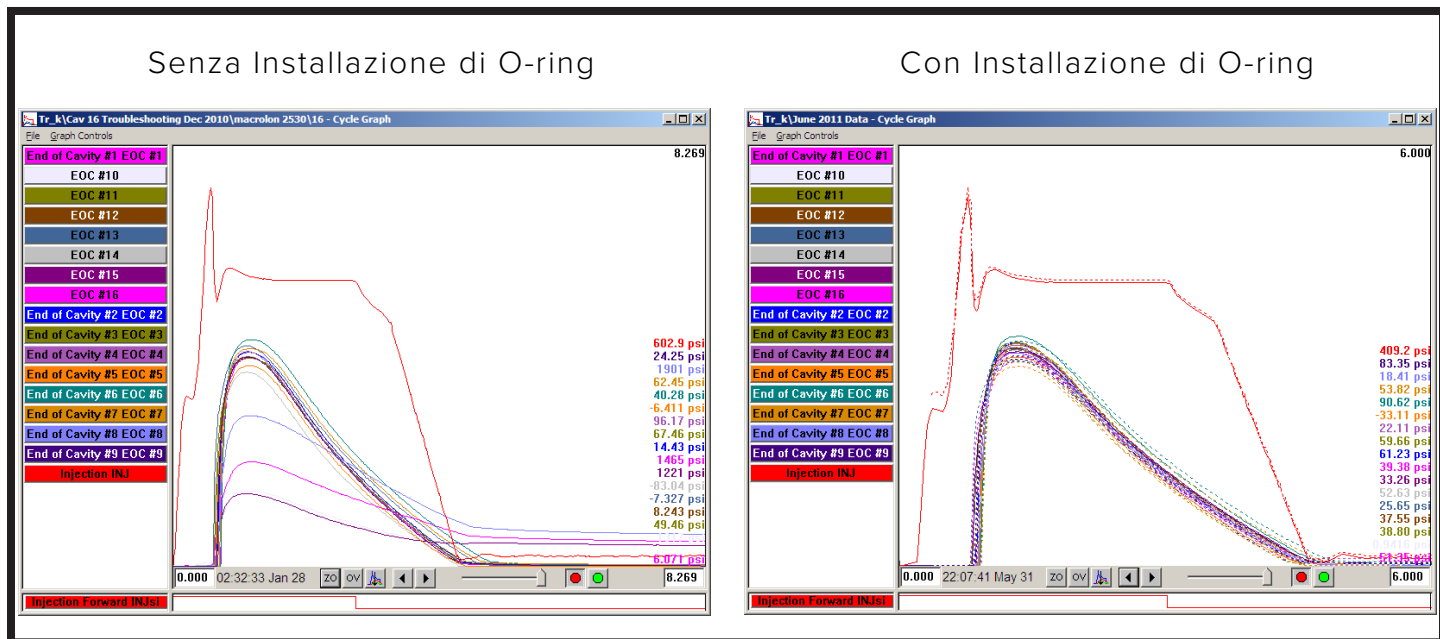 Senza Installazione di O-ring
Tr_k\Cav 16 Troubleshooting Dec 2010\macrolon 2530\16 - Cycle Graph
File Graph Controls
End of Cavity #1 EOC #1
EOC #10
EOC #11
EOC #12
EOC #13
EOC #14
EOC #15
EOC #16
End of Cavity #2 EOC #2
End of Cavity #3 EOC #3
End of Cavity #4 EOC #4
End of Cavity #5 EOC #5
End of Cavity #6 EOC #6
End of Cavity #7 EOC #7
End of Cavity #8 EOC #8
End of Cavity #9 EOC #9
Injection INJ
8.269
602.9 psi
24.25 psi
1901 psi
62.45 psi
40.28 psi
-6.411 psi
96.17 psi
67.46 psi
14.43 psi
1465 psi
1221 psi
-83.04 psi
-7.327 psi
8.243 psi
49.46 psi
6.071 psi
0.000 02:32:33 Jan 28 ZO OV 8.269
Injection Forward INJsi
Con Installazione di O-ring
Tr_k\June 2011 Data - Cycle Graph
File Graph Controls
End of Cavity #1 EOC #1
EOC #10
EOC #11
EOC #12
EOC #13
EOC #14
EOC #15
EOC #16
End of Cavity #2 EOC #2
End of Cavity #3 EOC #3
End of Cavity #4 EOC #4
End of Cavity #5 EOC #5
End of Cavity #6 EOC #6
End of Cavity #7 EOC #7
End of Cavity #8 EOC #8
End of Cavity #9 EOC #9
Injection INJ
6.000
409.2 psi
83.35 psi
18.41 psi
53.82 psi
90.62 psi
-33.11 psi
22.11 psi
59.66 psi
61.23 psi
39.38 psi
33.26 psi
52.63 psi
25.65 psi
37.55 psi
38.80 psi
0.000 22:07:41 May 31 ZO OV 6.000
Injection Forward INJsi